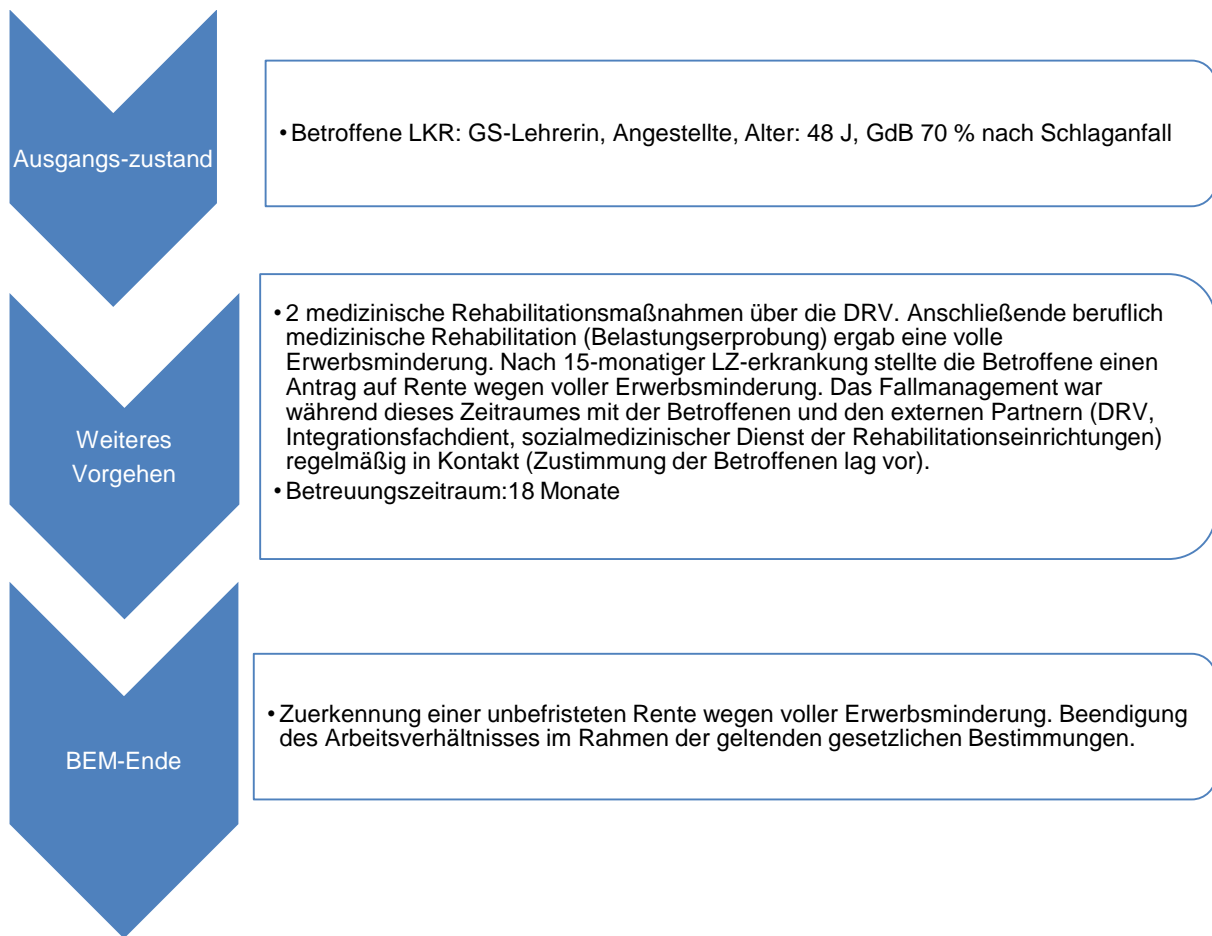 Ausgangs-zustand
•Betroffene LKR: GS-Lehrerin, Angestellte, Alter: 48 J, GdB 70 % nach Schlaganfall
Weiteres
Vorgehen
•2 medizinische Rehabilitationsmaßnahmen über die DRV. Anschließende beruflich
medizinische Rehabilitation (Belastungserprobung) ergab eine volle
Erwerbsminderung. Nach 15-monatiger LZ-erkrankung stellte die Betroffene einen
Antrag auf Rente wegen voller Erwerbsminderung. Das Fallmanagement war
während dieses Zeitraumes mit der Betroffenen und den externen Partnern (DRV,
Integrationsfachdient, sozialmedizinischer Dienst der Rehabilitationseinrichtungen)
regelmäßig in Kontakt (Zustimmung der Betroffenen lag vor).
•Betreuungszeitraum:18 Monate
BEM-Ende
•Zuerkennung einer unbefristeten Rente wegen voller Erwerbsminderung. Beendigung
des Arbeitsverhältnisses im Rahmen der geltenden gesetzlichen Bestimmungen.